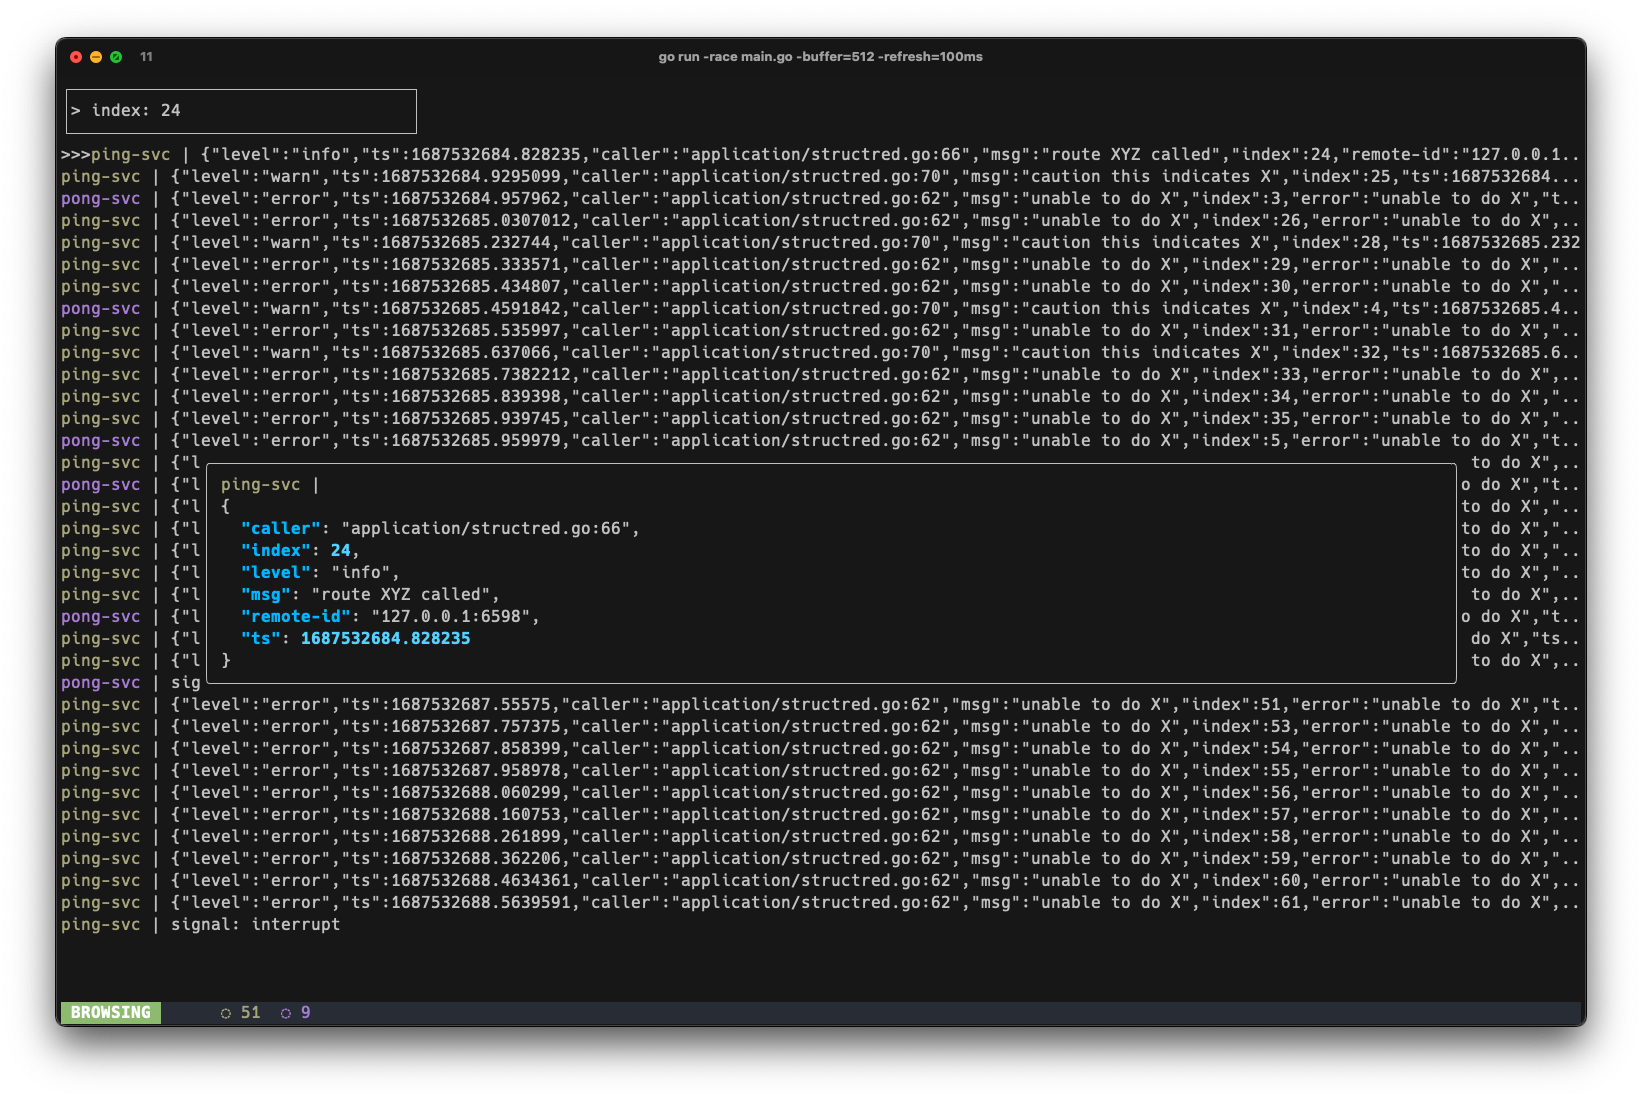 11
go run -race main.go -buffer=512 -refresh=100ms
> index: 24
>>>ping-svc | {"level":"info","ts":1687532684.828235,"caller":"application/structred.go:66","msg":"route XYZ called","index":24,"remote-id":"127.0.0.1..
ping-svc | {"level":"warn","ts":1687532684.9295099,"caller":"application/structred.go:70","msg":"caution this indicates X","index":25,"ts":1687532684...
pong-svc | {"level":"error","ts":1687532684.957962,"caller":"application/structred.go:62","msg":"unable to do X","index":3,"error":"unable to do X","t..
ping-svc | {"level":"error","ts":1687532685.0307012,"caller":"application/structred.go:62","msg":"unable to do X","index":26,"error":"unable to do X",..
ping-svc | {"level":"warn","ts":1687532685.232744,"caller":"application/structred.go:70","msg":"caution this indicates X","index":28,"ts":1687532685.232
ping-svc | {"level":"error","ts":1687532685.333571,"caller":"application/structred.go:62","msg":"unable to do X","index":29,"error":"unable to do X","..
ping-svc | {"level":"error","ts":1687532685.434807,"caller":"application/structred.go:62","msg":"unable to do X","index":30,"error":"unable to do X","..
pong-svc | {"level":"warn","ts":1687532685.4591842,"caller":"application/structred.go:70","msg":"caution this indicates X","index":4,"ts":1687532685.4..
ping-svc | {"level":"error","ts":1687532685.535997,"caller":"application/structred.go:62","msg":"unable to do X","index":31,"error":"unable to do X","..
ping-svc | {"level":"warn","ts":1687532685.637066,"caller":"application/structred.go:70","msg":"caution this indicates X","index":32,"ts":1687532685.6..
ping-svc | {"level":"error","ts":1687532685.7382212,"caller":"application/structred.go:62","msg":"unable to do X","index":33,"error":"unable to do X",..
ping-svc | {"level":"error","ts":1687532685.839398,"caller":"application/structred.go:62","msg":"unable to do X","index":34,"error":"unable to do X","..
ping-svc | {"level":"error","ts":1687532685.939745,"caller":"application/structred.go:62","msg":"unable to do X","index":35,"error":"unable to do X","..
pong-svc | {"level":"error","ts":1687532685.959979,"caller":"application/structred.go:62","msg":"unable to do X","index":5,"error":"unable to do X","t..
ping-svc | {"l to do X",..
pong-svc | {"l ping-svc | o do X","t..
ping-svc | {"l { to do X","..
ping-svc | {"l "caller": "application/structred.go:66", to do X","..
ping-svc | {"l "index": 24, to do X","..
ping-svc | {"l "level": "info", to do X","..
ping-svc | {"l "msg": "route XYZ called", to do X",..
pong-svc | {"l "remote-id": "127.0.0.1:6598", o do X","t..
ping-svc | {"l "ts": 1687532684.828235 do X","ts..
ping-svc | {"l } to do X",..
pong-svc | sig
ping-svc | {"level":"error","ts":1687532687.55575,"caller":"application/structred.go:62","msg":"unable to do X","index":51,"error":"unable to do X","t..
ping-svc | {"level":"error","ts":1687532687.757375,"caller":"application/structred.go:62","msg":"unable to do X","index":53,"error":"unable to do X","..
ping-svc | {"level":"error","ts":1687532687.858399,"caller":"application/structred.go:62","msg":"unable to do X","index":54,"error":"unable to do X","..
ping-svc | {"level":"error","ts":1687532687.958978,"caller":"application/structred.go:62","msg":"unable to do X","index":55,"error":"unable to do X","..
ping-svc | {"level":"error","ts":1687532688.060299,"caller":"application/structred.go:62","msg":"unable to do X","index":56,"error":"unable to do X","..
ping-svc | {"level":"error","ts":1687532688.160753,"caller":"application/structred.go:62","msg":"unable to do X","index":57,"error":"unable to do X","..
ping-svc | {"level":"error","ts":1687532688.261899,"caller":"application/structred.go:62","msg":"unable to do X","index":58,"error":"unable to do X","..
ping-svc | {"level":"error","ts":1687532688.362206,"caller":"application/structred.go:62","msg":"unable to do X","index":59,"error":"unable to do X","..
ping-svc | {"level":"error","ts":1687532688.4634361,"caller":"application/structred.go:62","msg":"unable to do X","index":60,"error":"unable to do X",..
ping-svc | {"level":"error","ts":1687532688.5639591,"caller":"application/structred.go:62","msg":"unable to do X","index":61,"error":"unable to do X",..
ping-svc | signal: interrupt
BROWSING ◌ 51 ◌ 9